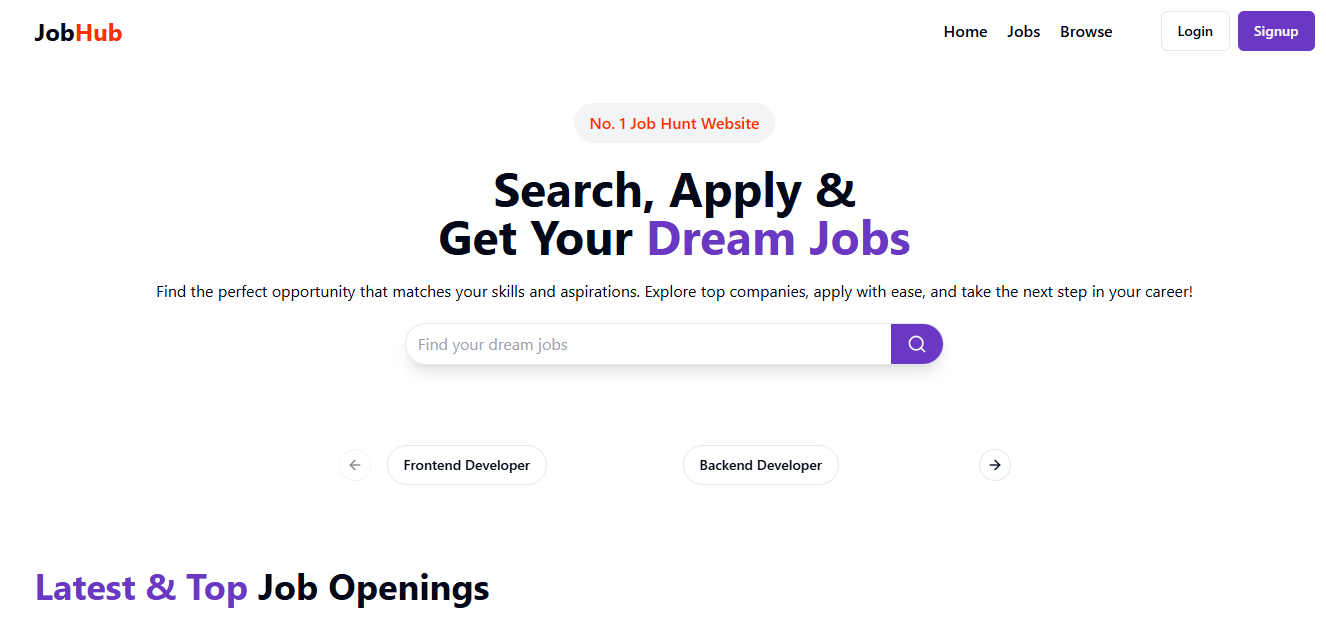 JobHub
Home Jobs Browse Login Signup
No. 1 Job Hunt Website
Search, Apply &
Get Your Dream Jobs
Find the perfect opportunity that matches your skills and aspirations. Explore top companies, apply with ease, and take the next step in your career!
Find your dream jobs
Frontend Developer Backend Developer
Latest & Top Job Openings